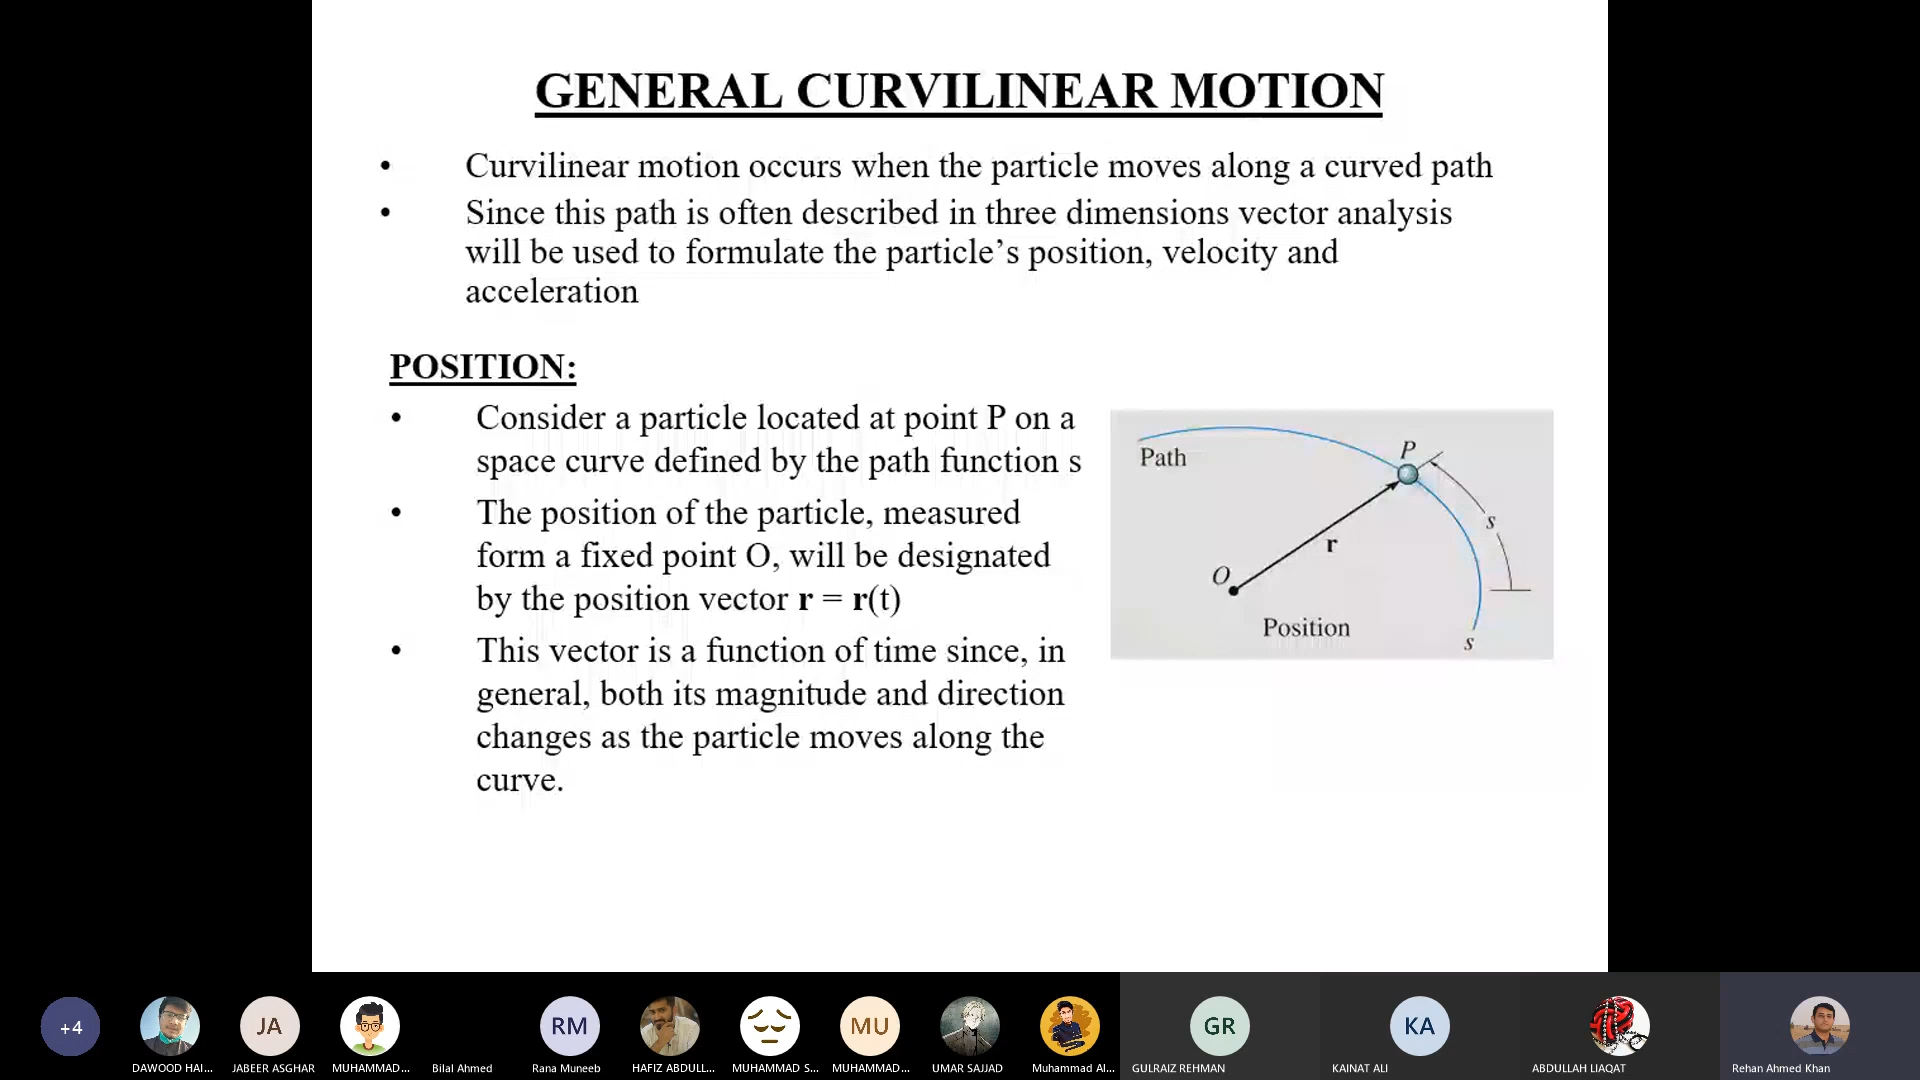 GENERAL CURVILINEAR MOTION
• Curvilinear motion occurs when the particle moves along a curved path
• Since this path is often described in three dimensions vector analysis
will be used to formulate the particle’s position, velocity and
acceleration
POSITION:
• Consider a particle located at point P on a
space curve defined by the path function s
• The position of the particle, measured
form a fixed point O, will be designated
by the position vector r = r(t)
• This vector is a function of time since, in
general, both its magnitude and direction
changes as the particle moves along the
curve.
P
Path
s
r
O
Position
s
+4
JA
RM
MU
GR
KA
DAWOOD HAI...
JABEER ASGHAR
MUHAMMAD...
Bilal Ahmed
Rana Muneeb
HAFIZ ABDULL...
MUHAMMAD S...
MUHAMMAD...
UMAR SAJJAD
Muhammad Al...
GULRAIZ REHMAN
KAINAT ALI
ABDULLAH LIAQAT
Rehan Ahmed Khan